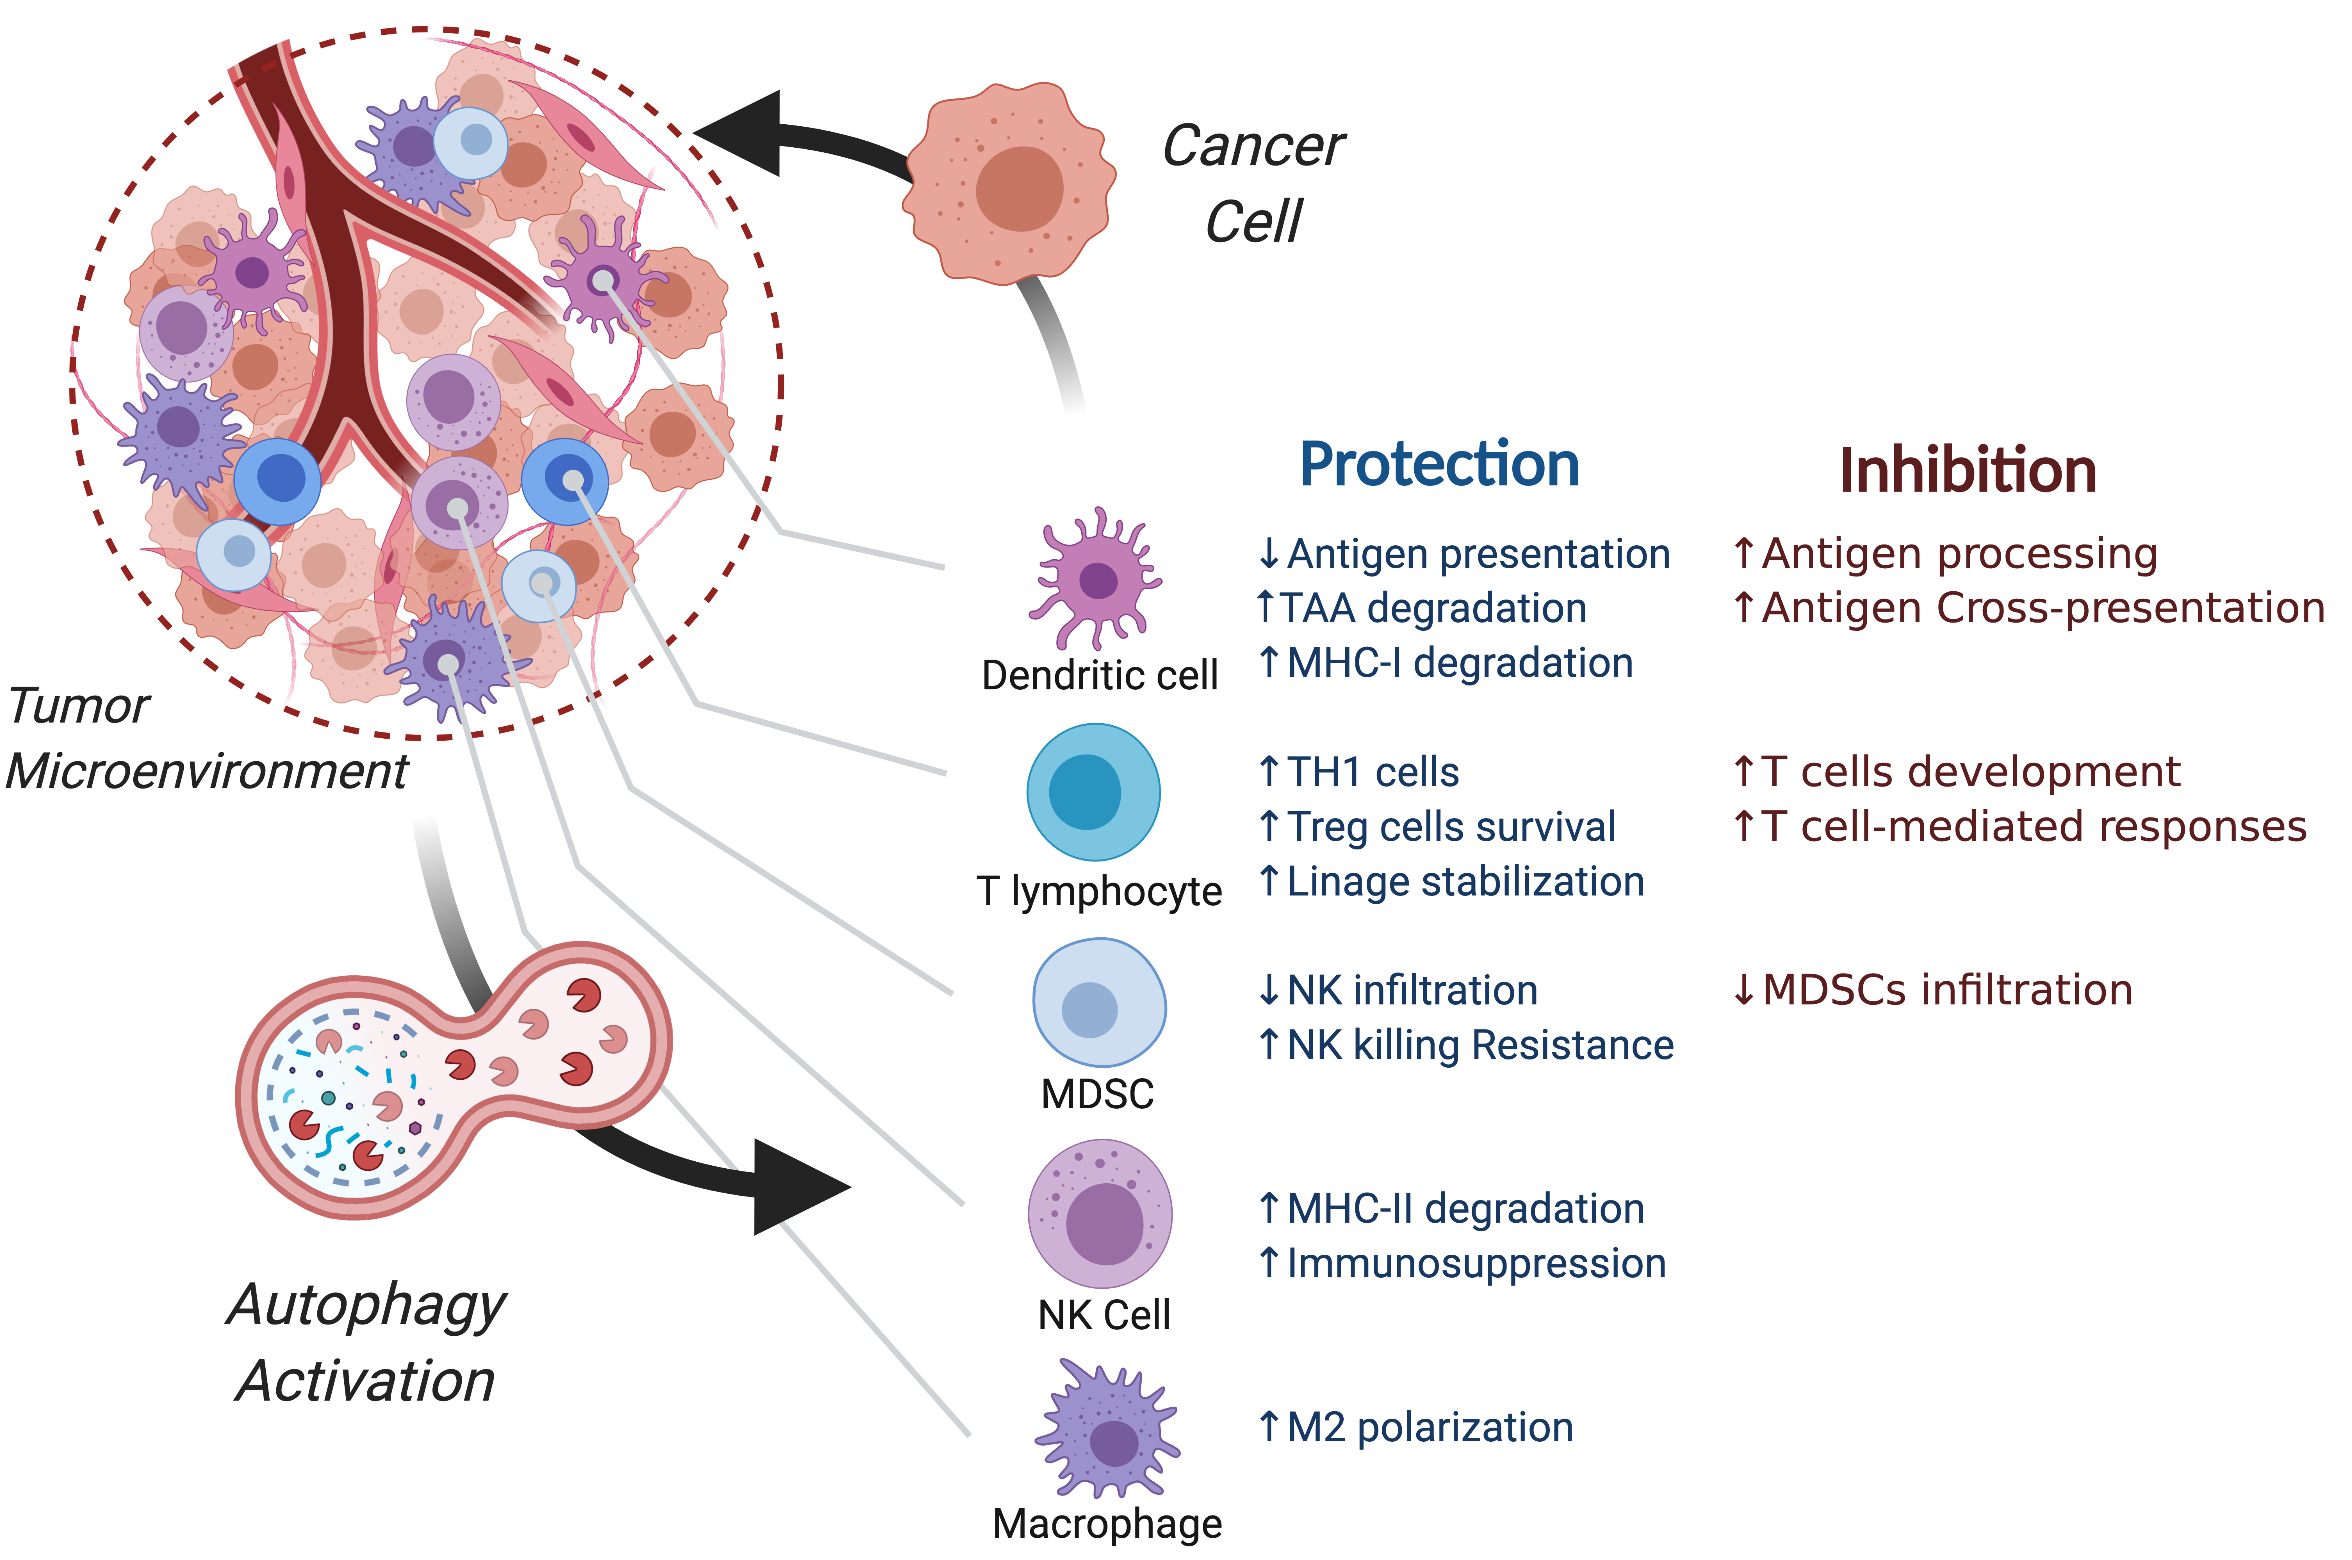 Cancer
Cell
Tumor
Microenvironment
Autophagy
Activation
Protection
Inhibition
Dendritic cell
↓Antigen presentation
↑TAA degradation
↑MHC-I degradation
↑Antigen processing
↑Antigen Cross-presentation
T lymphocyte
↑TH1 cells
↑Treg cells survival
↑Linage stabilization
↑T cells development
↑T cell-mediated responses
MDSC
↓NK infiltration
↑NK killing Resistance
↓MDSCs infiltration
NK Cell
↑MHC-II degradation
↑Immunosuppression
Macrophage
↑M2 polarization